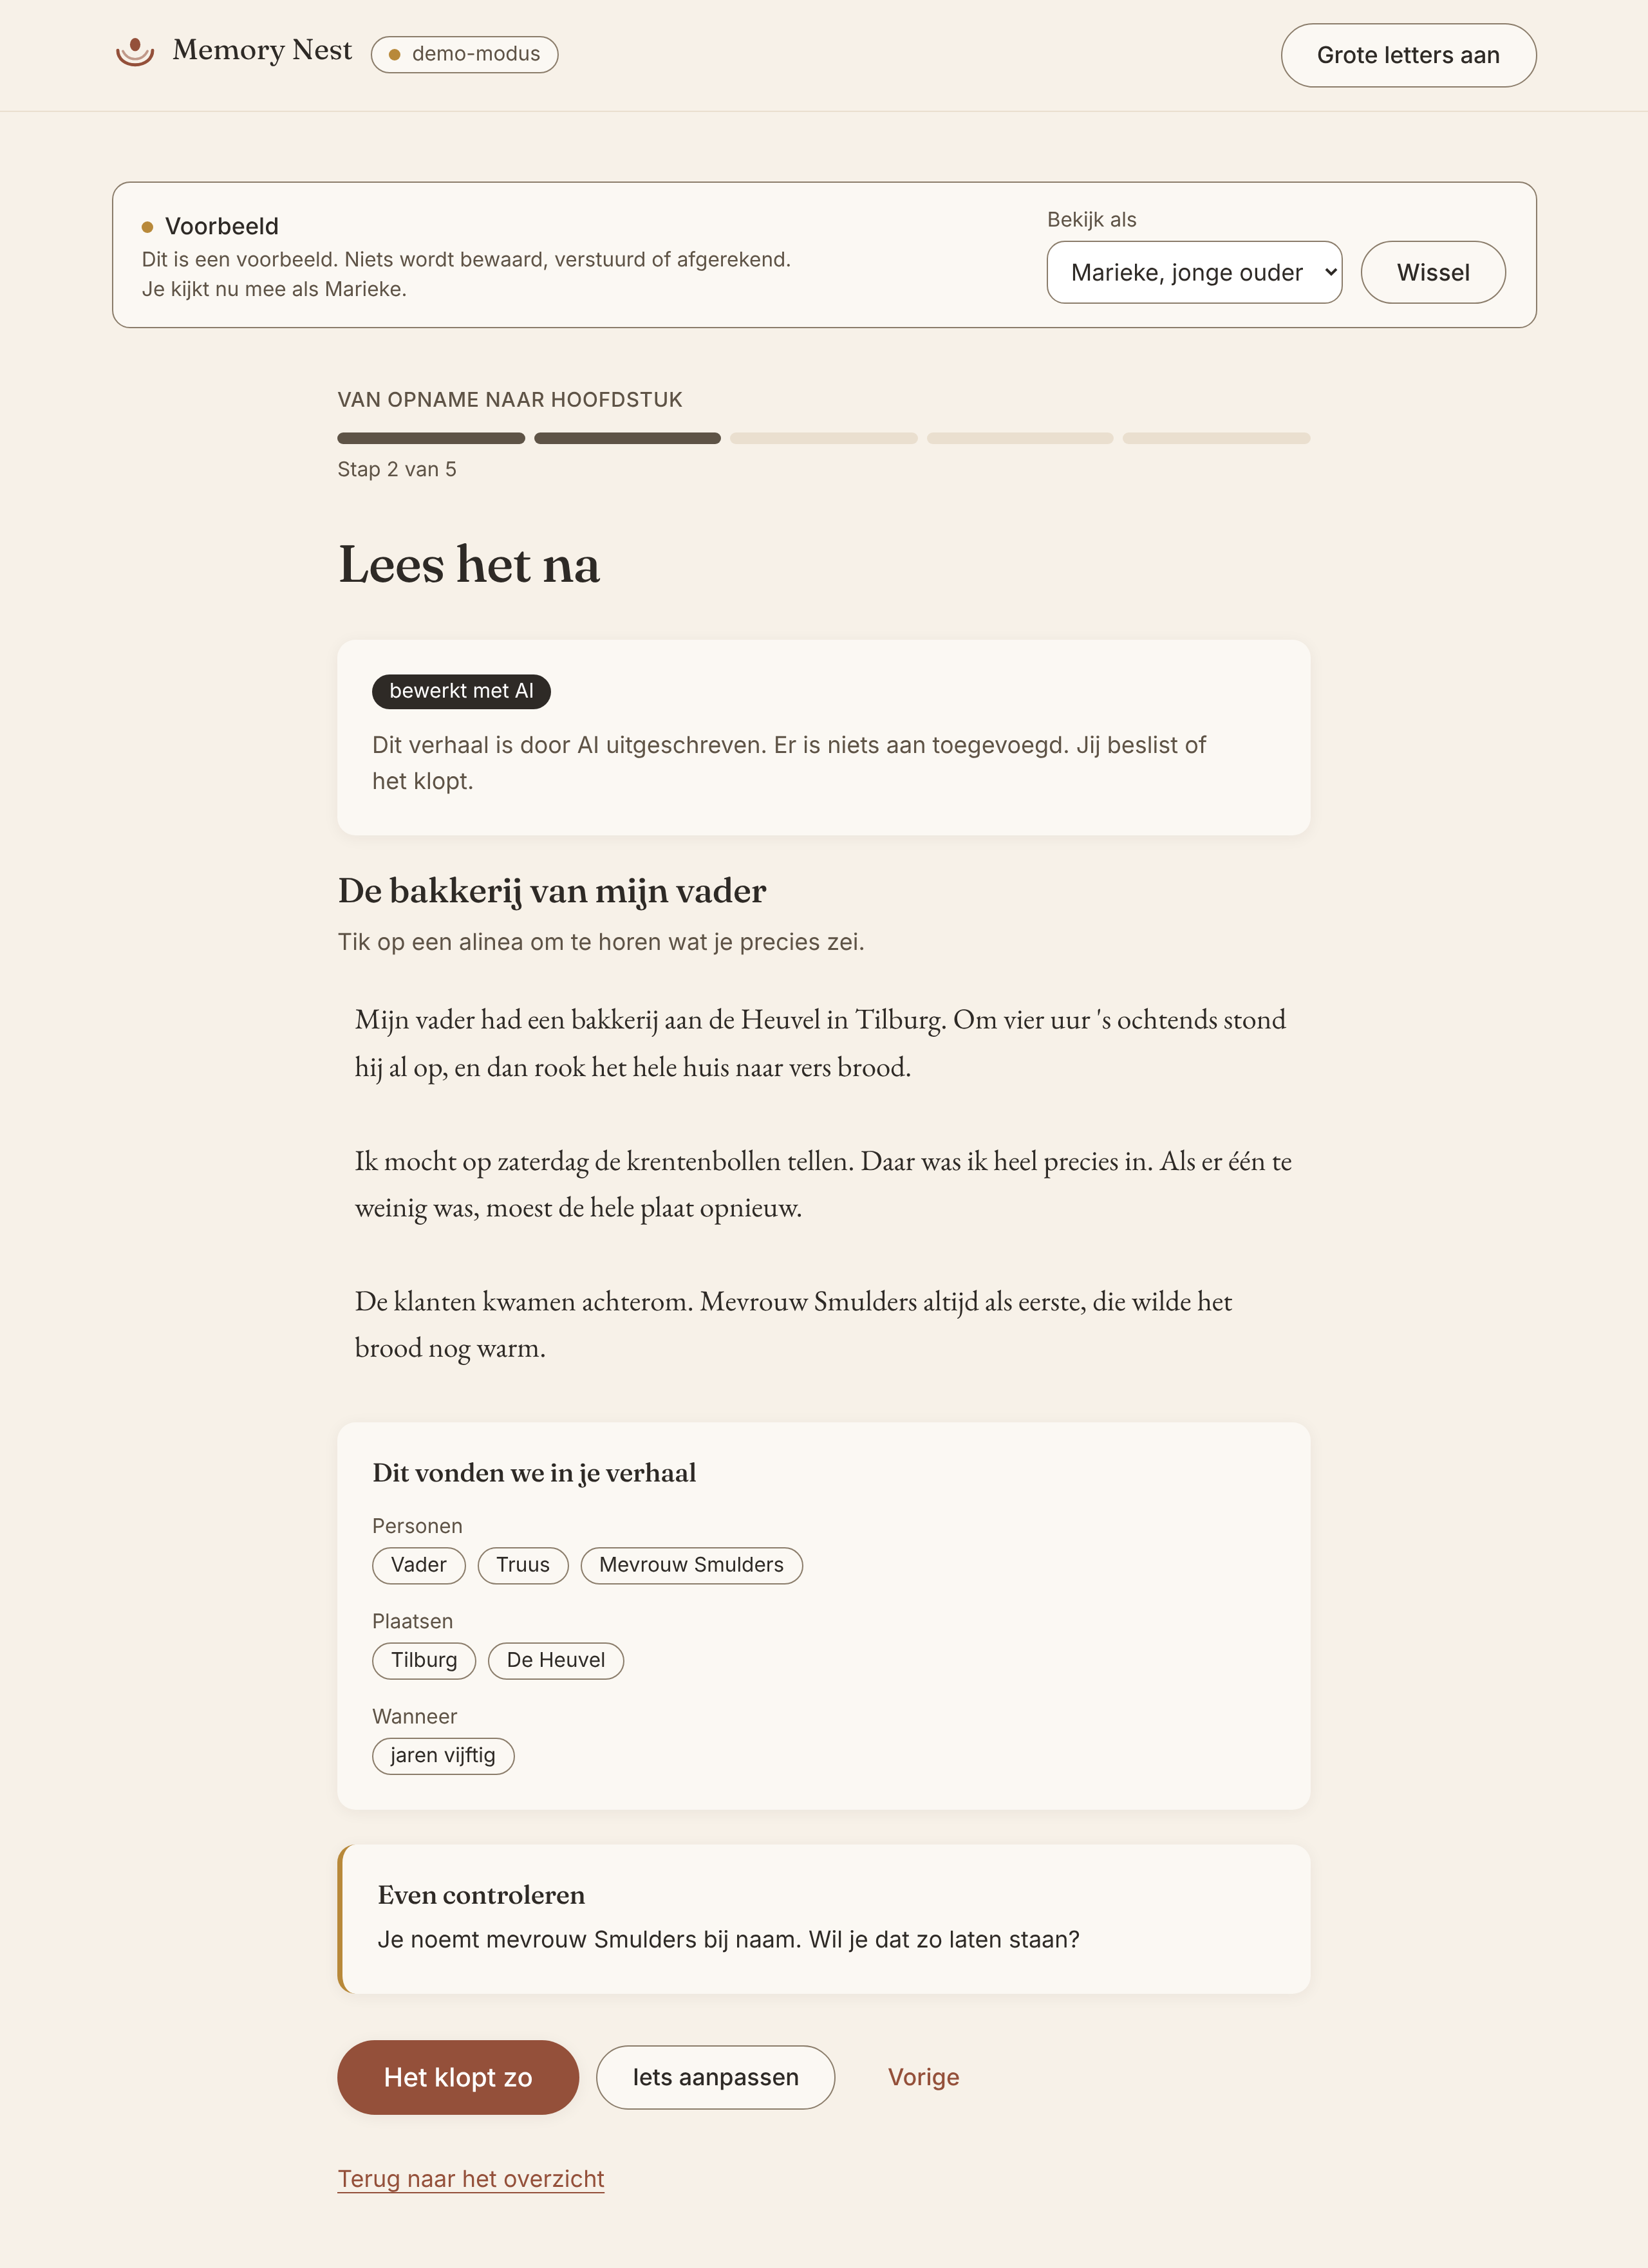 Memory Nest
demo-modus
Grote letters aan
Voorbeeld
Dit is een voorbeeld. Niets wordt bewaard, verstuurd of afgerekend.
Je kijkt nu mee als Marieke.
Bekijk als
Marieke, jonge ouder
Wissel
VAN OPNAME NAAR HOOFDSTUK
Stap 2 van 5
Lees het na
bewerkt met AI
Dit verhaal is door AI uitgeschreven. Er is niets aan toegevoegd. Jij beslist of
het klopt.
De bakkerij van mijn vader
Tik op een alinea om te horen wat je precies zei.
Mijn vader had een bakkerij aan de Heuvel in Tilburg. Om vier uur 's ochtends stond
hij al op, en dan rook het hele huis naar vers brood.
Ik mocht op zaterdag de krentenbollen tellen. Daar was ik heel precies in. Als er één te
weinig was, moest de hele plaat opnieuw.
De klanten kwamen achterom. Mevrouw Smulders altijd als eerste, die wilde het
brood nog warm.
Dit vonden we in je verhaal
Personen
Vader
Truus
Mevrouw Smulders
Plaatsen
Tilburg
De Heuvel
Wanneer
jaren vijftig
Even controleren
Je noemt mevrouw Smulders bij naam. Wil je dat zo laten staan?
Het klopt zo
Iets aanpassen
Vorige
Terug naar het overzicht